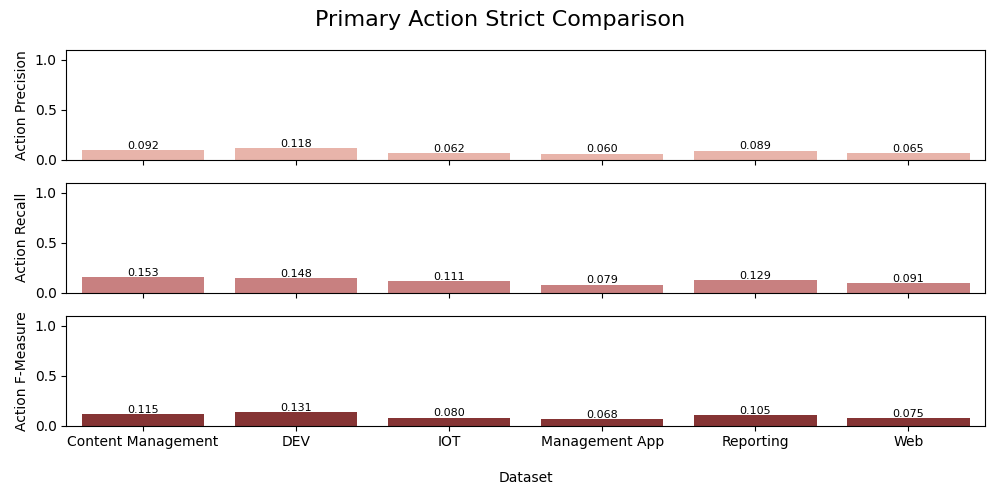 Primary Action Strict Comparison
Action Precision
1.0
0.5
0.0
0.092 0.118 0.062 0.060 0.089 0.065
Action Recall
1.0
0.5
0.0
0.153 0.148 0.111 0.079 0.129 0.091
Action F-Measure
1.0
0.5
0.0
0.115 0.131 0.080 0.068 0.105 0.075
Content Management DEV IOT Management App Reporting Web
Dataset